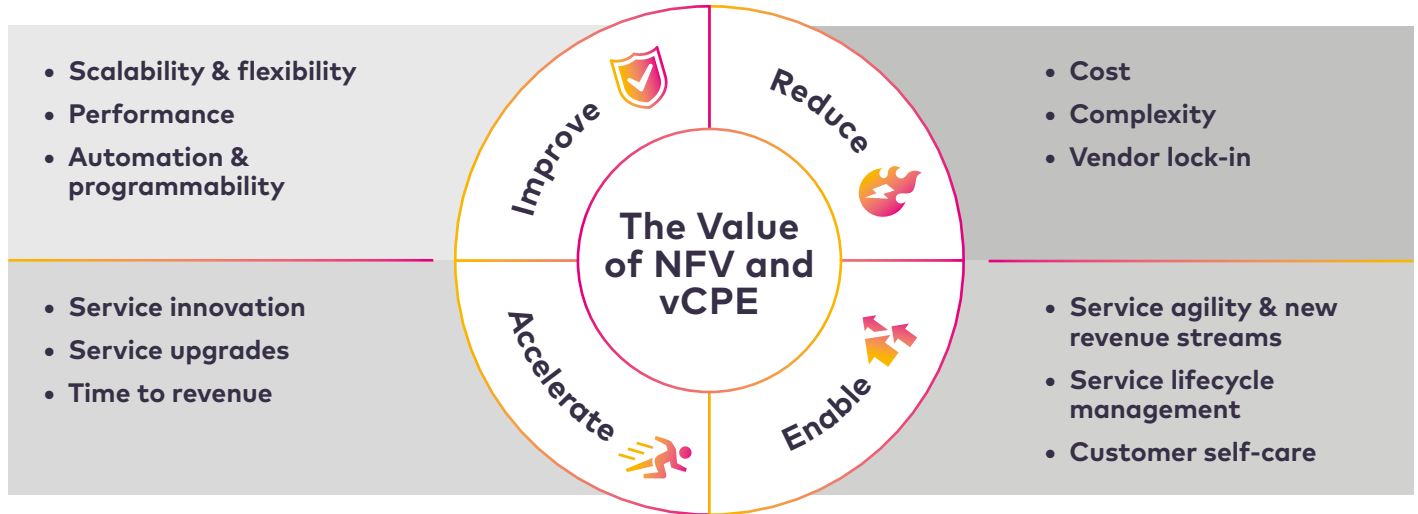 Improve
• Scalability & flexibility
• Performance
• Automation &
programmability
Reduce
• Cost
• Complexity
• Vendor lock-in
The Value
of NFV and
vCPE
Accelerate
• Service innovation
• Service upgrades
• Time to revenue
Enable
• Service agility & new
revenue streams
• Service lifecycle
management
• Customer self-care